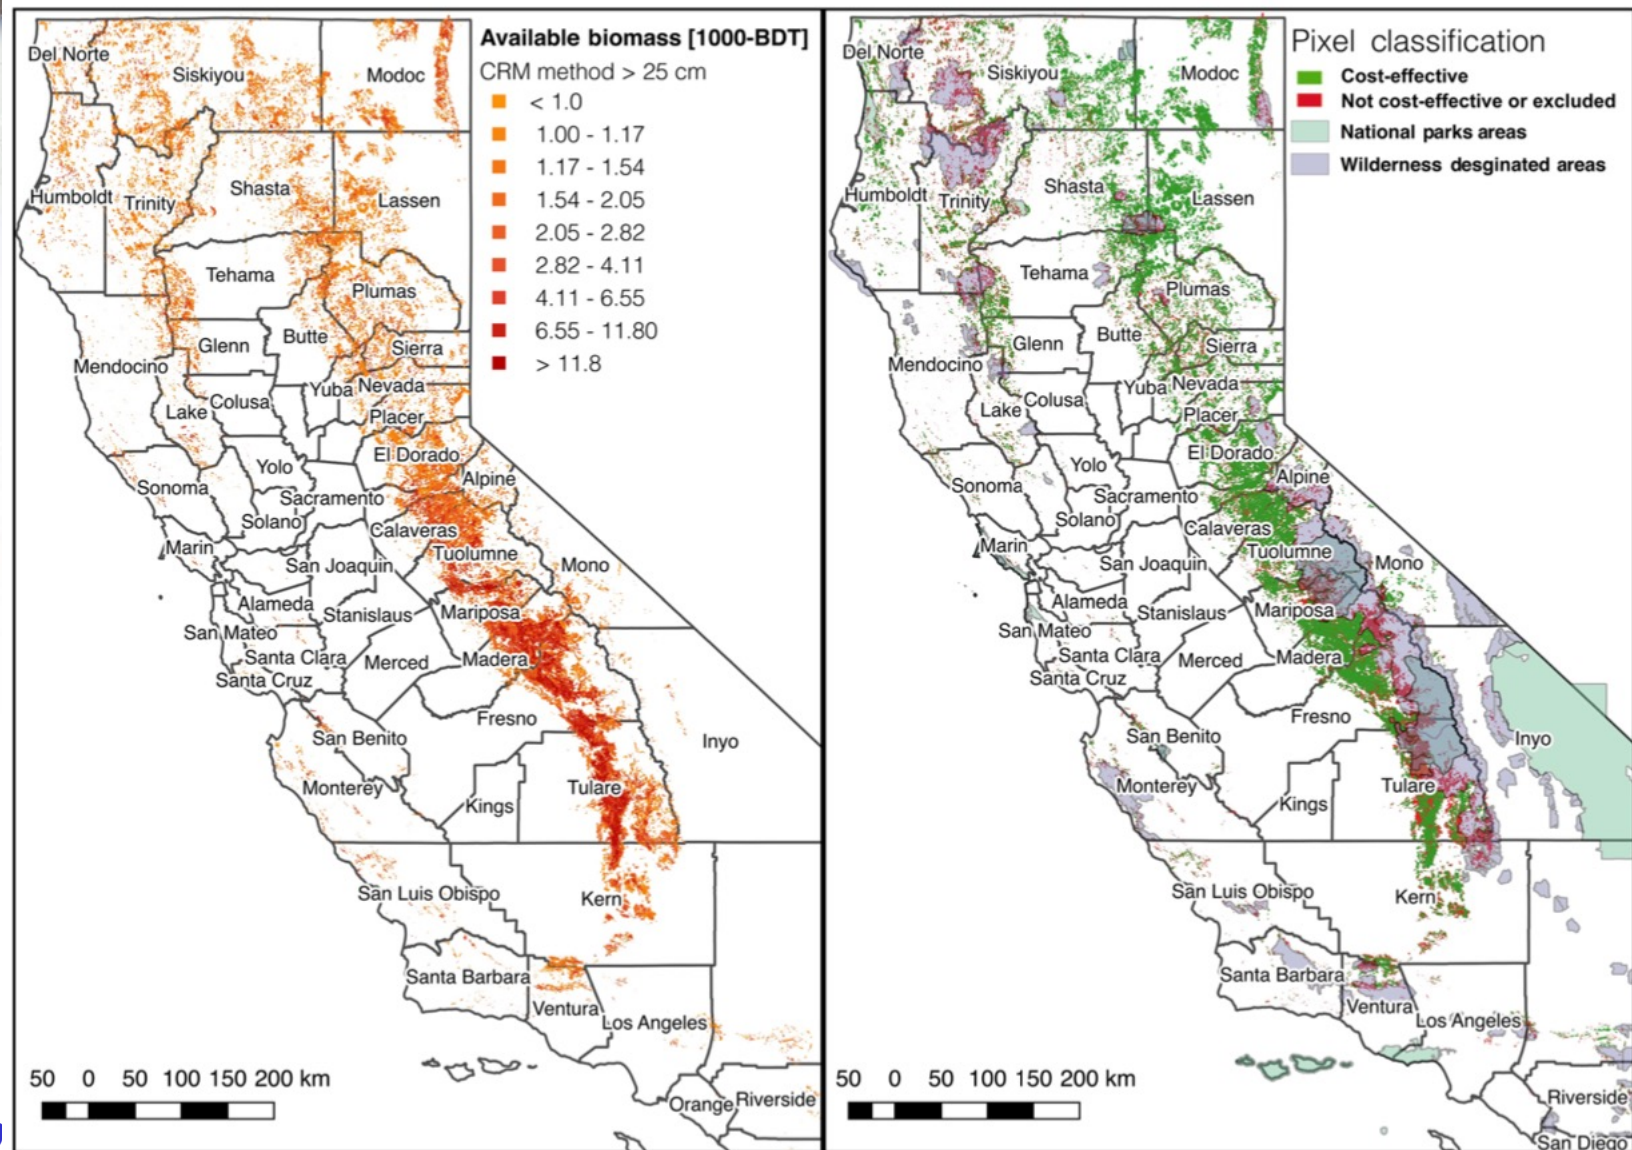 Available biomass [1000-BDT]
CRM method > 25 cm
< 1.0
1.00 - 1.17
1.17 - 1.54
1.54 - 2.05
2.05 - 2.82
2.82 - 4.11
4.11 - 6.55
6.55 - 11.80
> 11.8
Del Norte
Siskiyou
Modoc
Humboldt
Trinity
Shasta
Lassen
Tehama
Plumas
Glenn
Butte
Sierra
Mendocino
Yuba
Nevada
Lake
Colusa
Placer
El Dorado
Yolo
Alpine
Sonoma
Sacramento
Solano
Calaveras
Marin
Tuolumne
San Joaquin
Mono
Alameda
Stanislaus
Mariposa
San Mateo
Santa Clara
Merced
Madera
Santa Cruz
Fresno
San Benito
Inyo
Monterey
Kings
Tulare
San Luis Obispo
Kern
Santa Barbara
Ventura
Los Angeles
Orange
Riverside
50 0 50 100 150 200 km
Pixel classification
Cost-effective
Not cost-effective or excluded
National parks areas
Wilderness desginated areas
Del Norte
Siskiyou
Modoc
Humboldt
Trinity
Shasta
Lassen
Tehama
Plumas
Glenn
Butte
Sierra
Mendocino
Yuba
Nevada
Lake
Colusa
Placer
El Dorado
Yolo
Alpine
Sonoma
Sacramento
Solano
Calaveras
Marin
Tuolumne
San Joaquin
Mono
Alameda
Stanislaus
Mariposa
San Mateo
Santa Clara
Merced
Madera
Santa Cruz
Fresno
San Benito
Inyo
Monterey
Kings
Tulare
San Luis Obispo
Kern
Santa Barbara
Ventura
Los Angeles
Riverside
San Diego
50 0 50 100 150 200 km